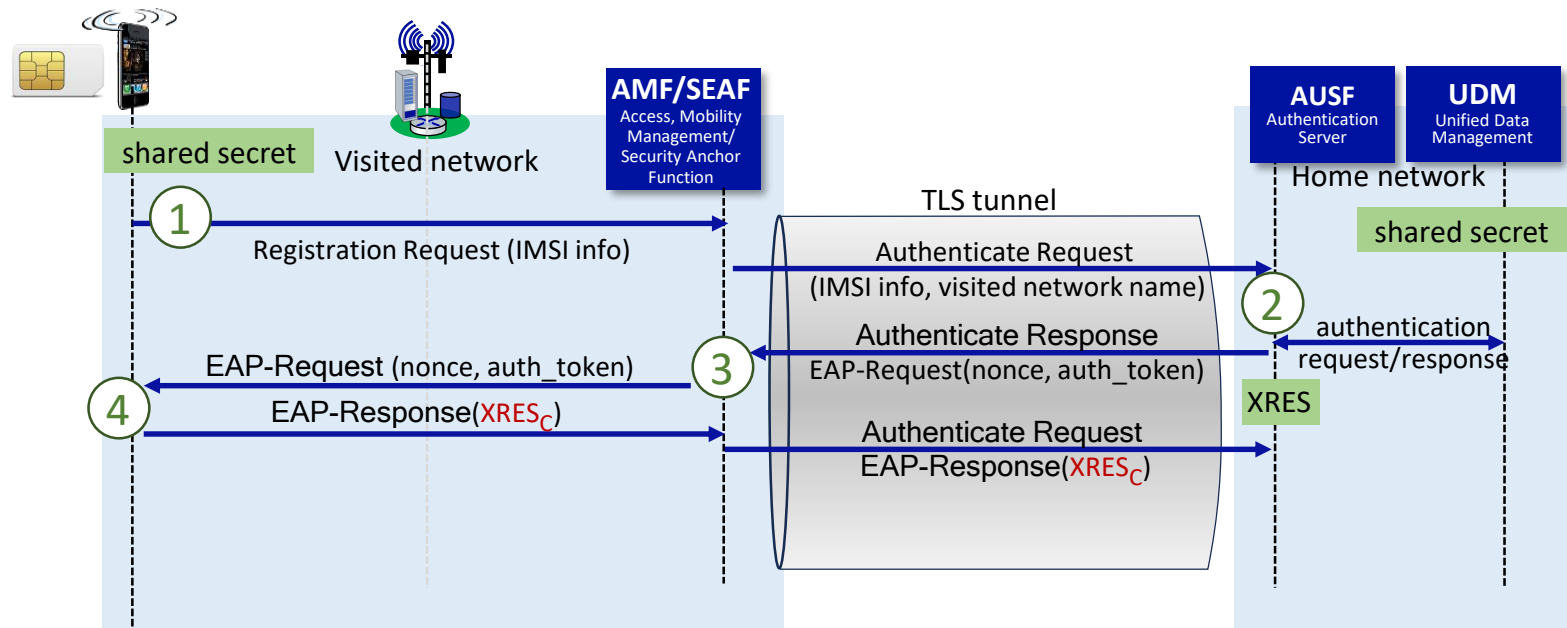 AMF/SEAF
Access, Mobility
Management/
Security Anchor
Function
AUSF
Authentication
Server
UDM
Unified Data
Management
shared secret
Visited network
Home network
TLS tunnel
shared secret
1
Registration Request (IMSI info)
Authenticate Request
(IMSI info, visited network name)
2
authentication
request/response
Authenticate Response
EAP-Request(nonce, auth_token)
3
EAP-Request (nonce, auth_token)
4
EAP-Response(XRESC)
XRES
Authenticate Request
EAP-Response(XRESC)